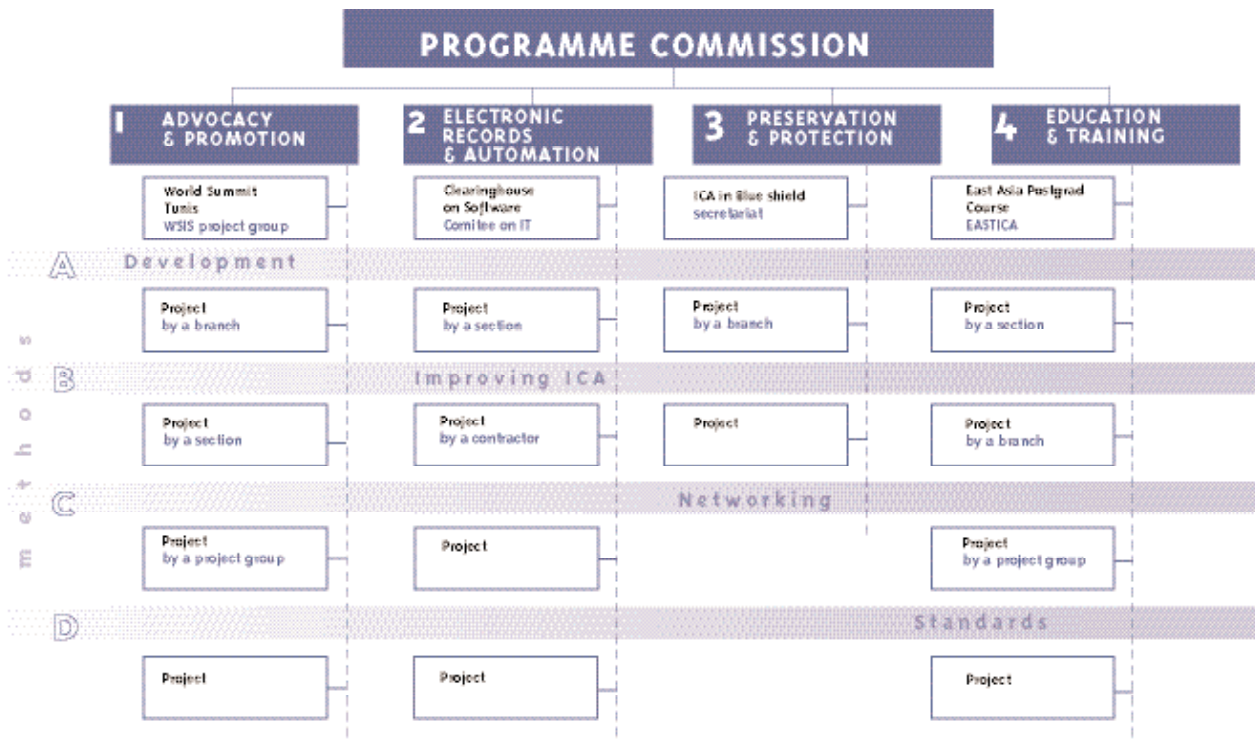 PROGRAMME COMMISSION
1
ADVOCACY
& PROMOTION
2
ELECTRONIC
RECORDS
& AUTOMATION
3
PRESERVATION
& PROTECTION
4
EDUCATION
& TRAINING
World Summit
Tunis
WSIS project group
Clearinghouse
on Software
Comitee on IT
ICA in Blue shield
secretariat
East Asia Postgrad
Course
EASTICA
methods
A
Development
Project
by a branch
Project
by a section
Project
by a branch
Project
by a section
B
Improving ICA
Project
by a section
Project
by a contractor
Project
Project
by a branch
C
Networking
Project
by a project group
Project
Project
by a project group
D
Standards
Project
Project
Project